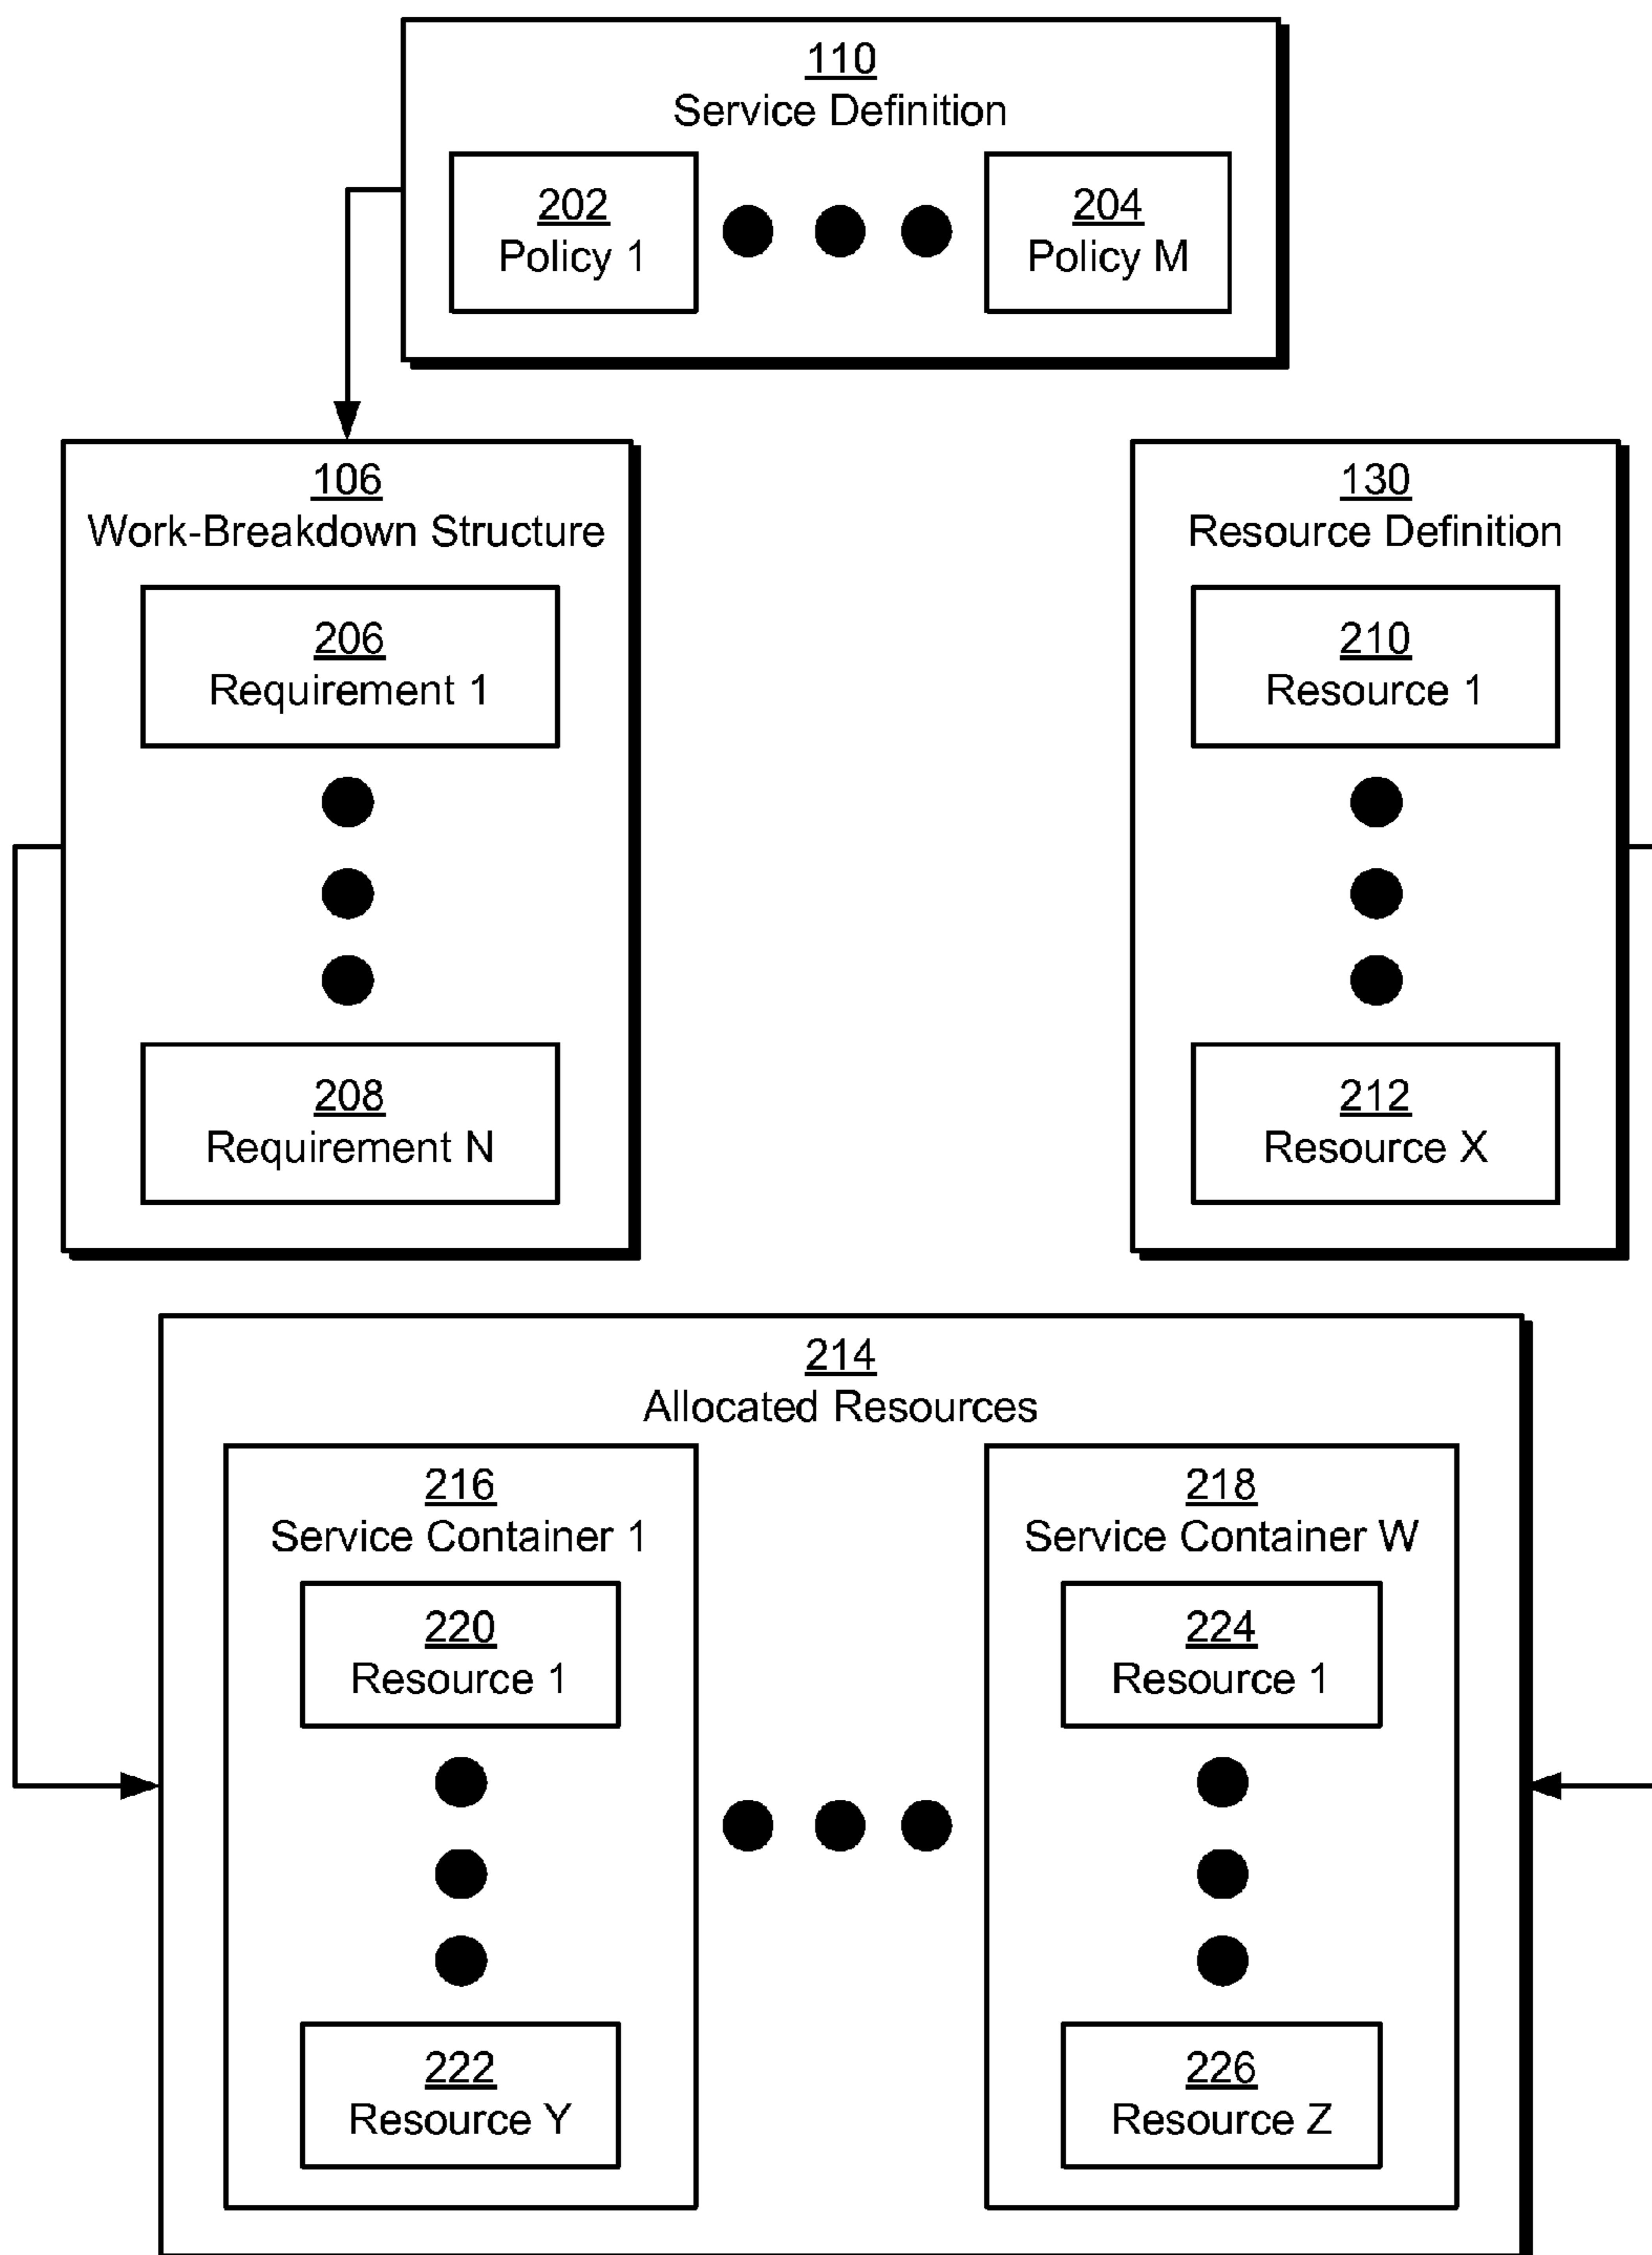 110
Service Definition
202
Policy 1
204
Policy M
106
Work-Breakdown Structure
206
Requirement 1
208
Requirement N
130
Resource Definition
210
Resource 1
212
Resource X
214
Allocated Resources
216
Service Container 1
220
Resource 1
222
Resource Y
218
Service Container W
224
Resource 1
226
Resource Z